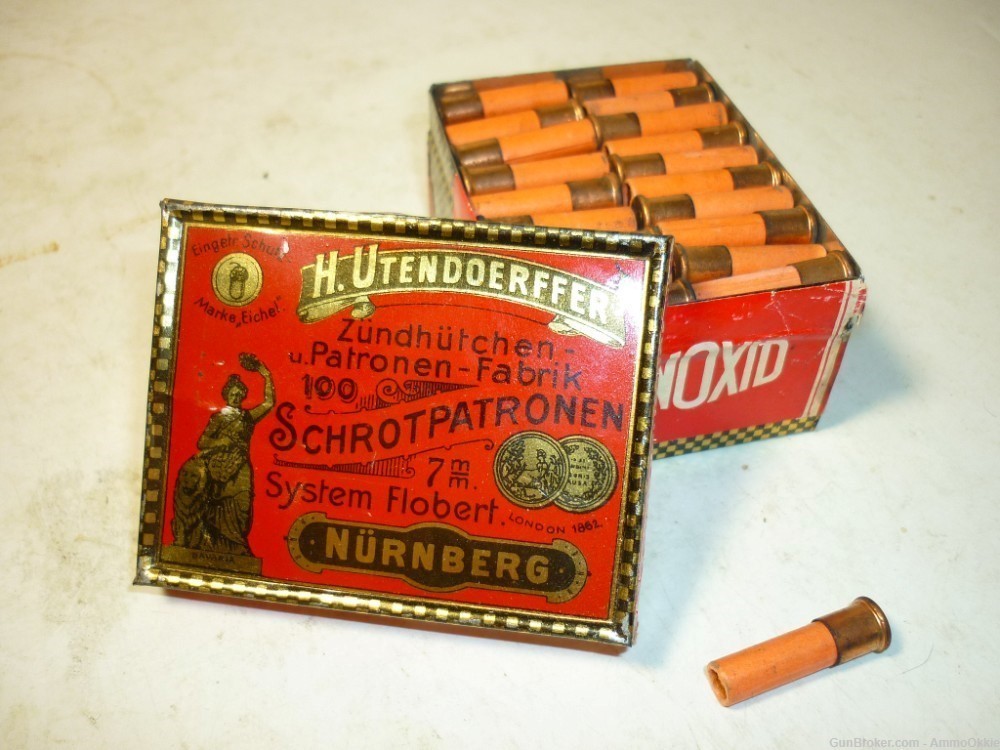 Eingetr Schutz
Marke „Eichel".
H. UTENDOERFFER
Zündhütchen-
u. Patronen-Fabrik
100
SCHROTPATRONEN
7 m/m.
System Flobert.
LONDON 1862.
NÜRNBERG
BAVARIA
NOXID
GunBroker.com - AmmoOkkie